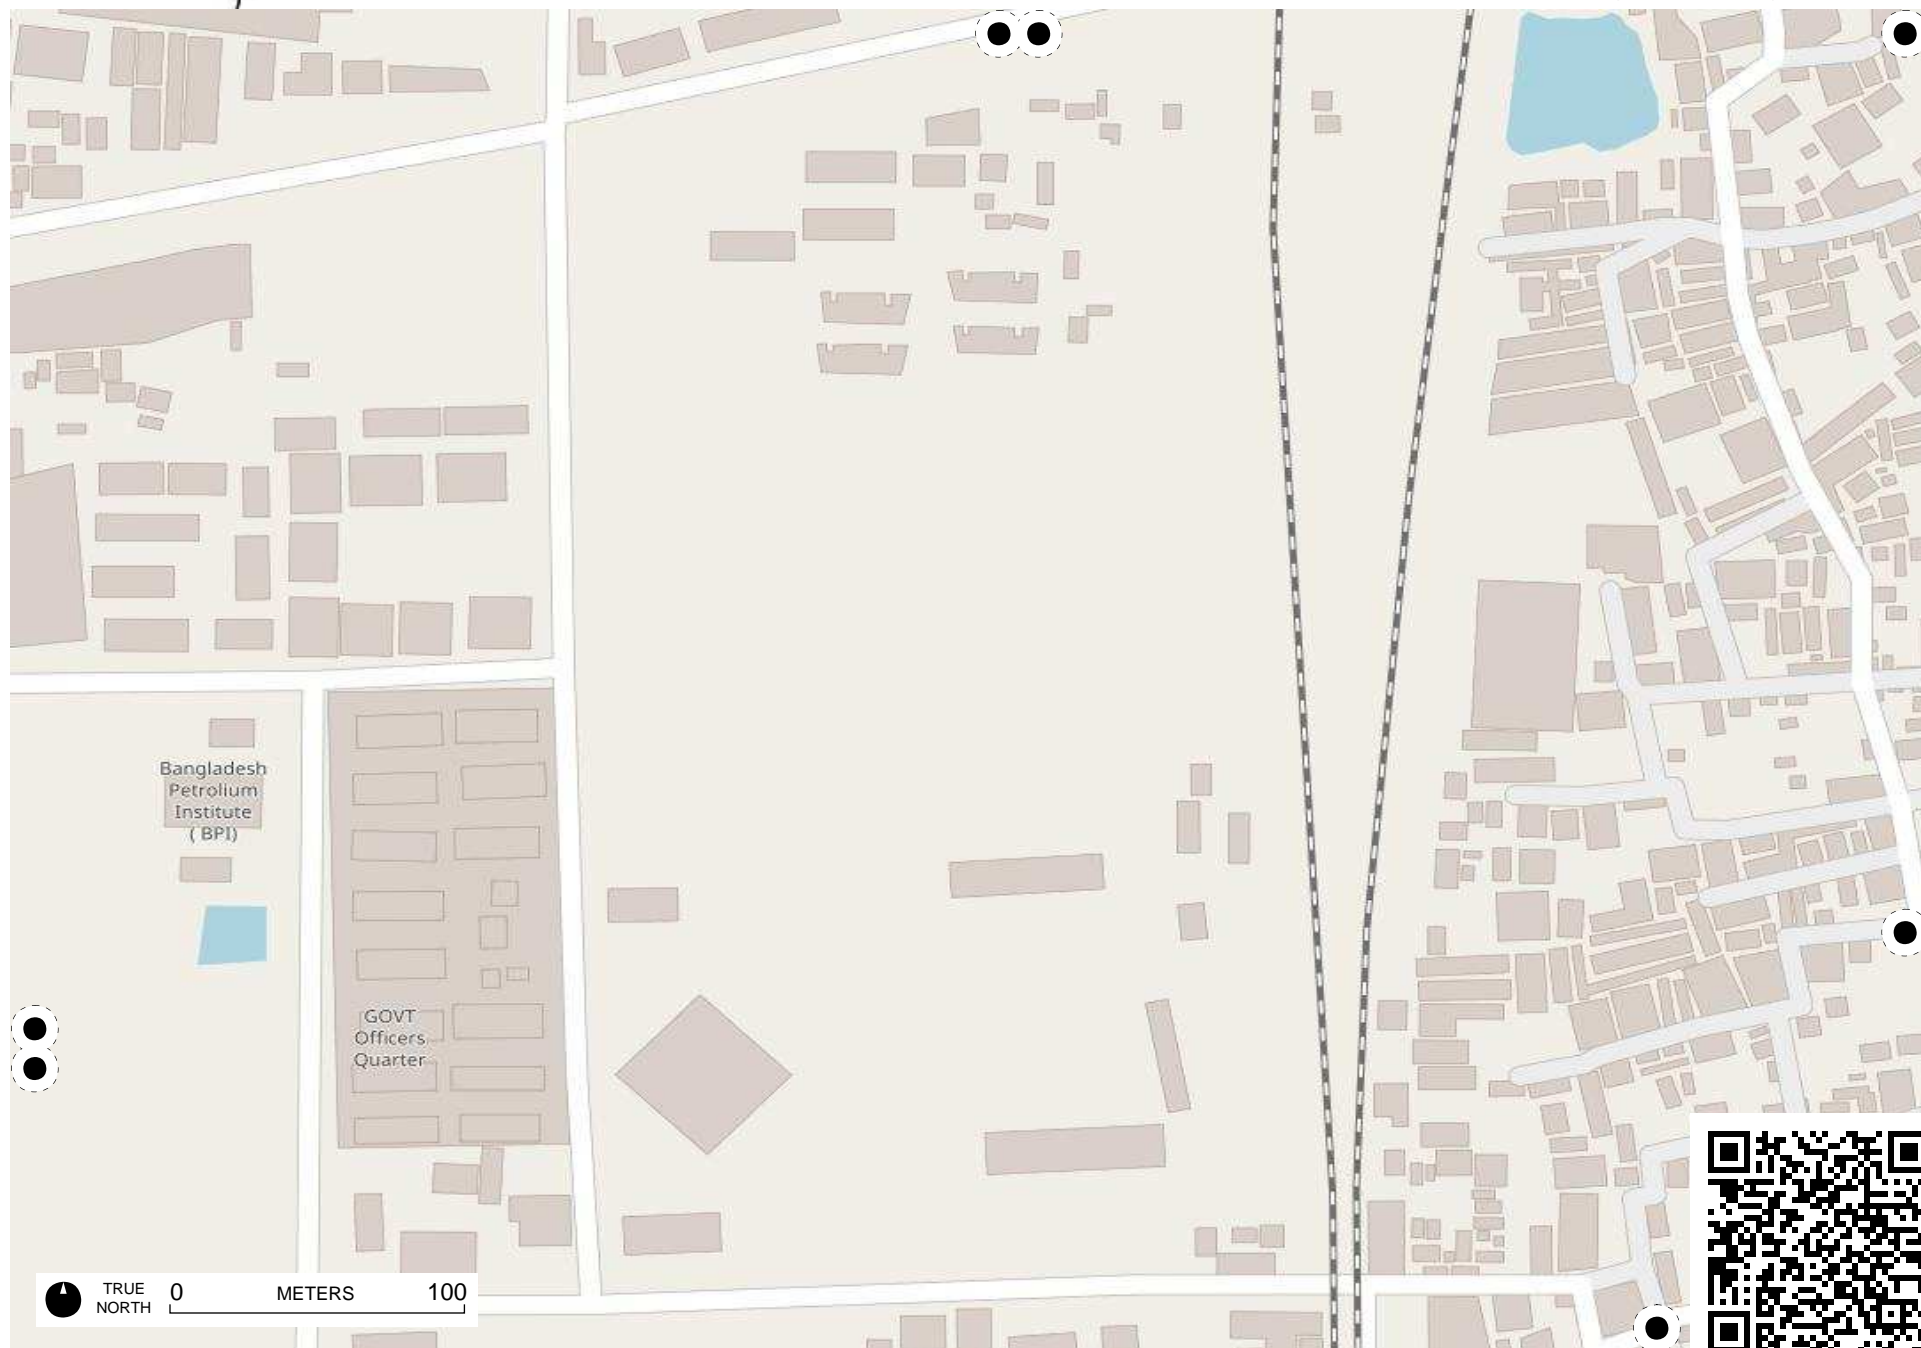 Bangladesh
Petrolium
Institute
( BPI)
GOVT
Officers
Quarter
TRUE
NORTH
0 METERS 100